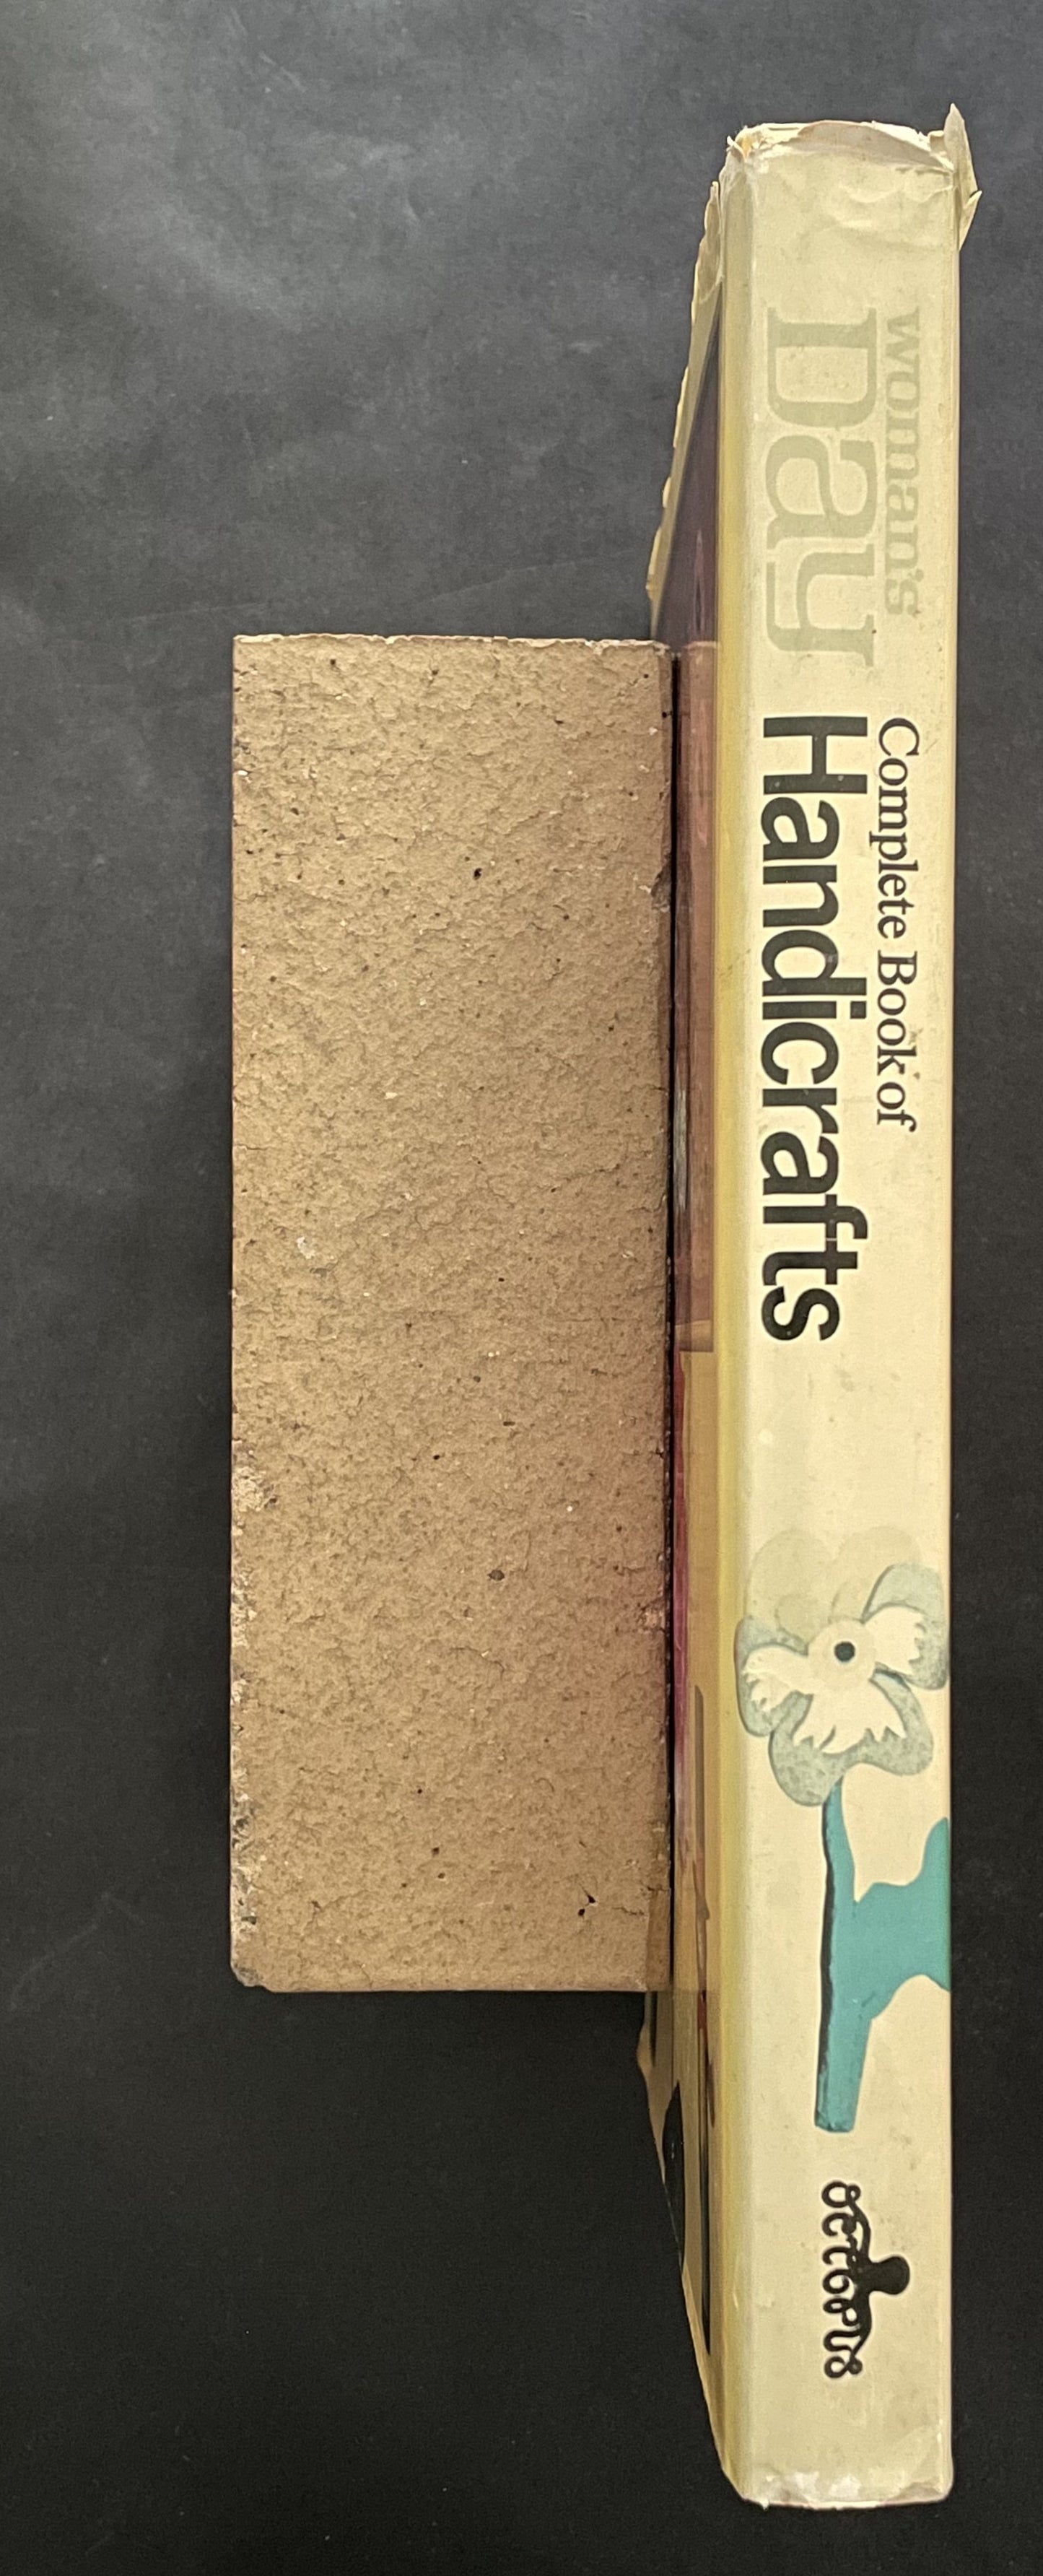 woman's
Day
Complete Book of
Handicrafts
octopus